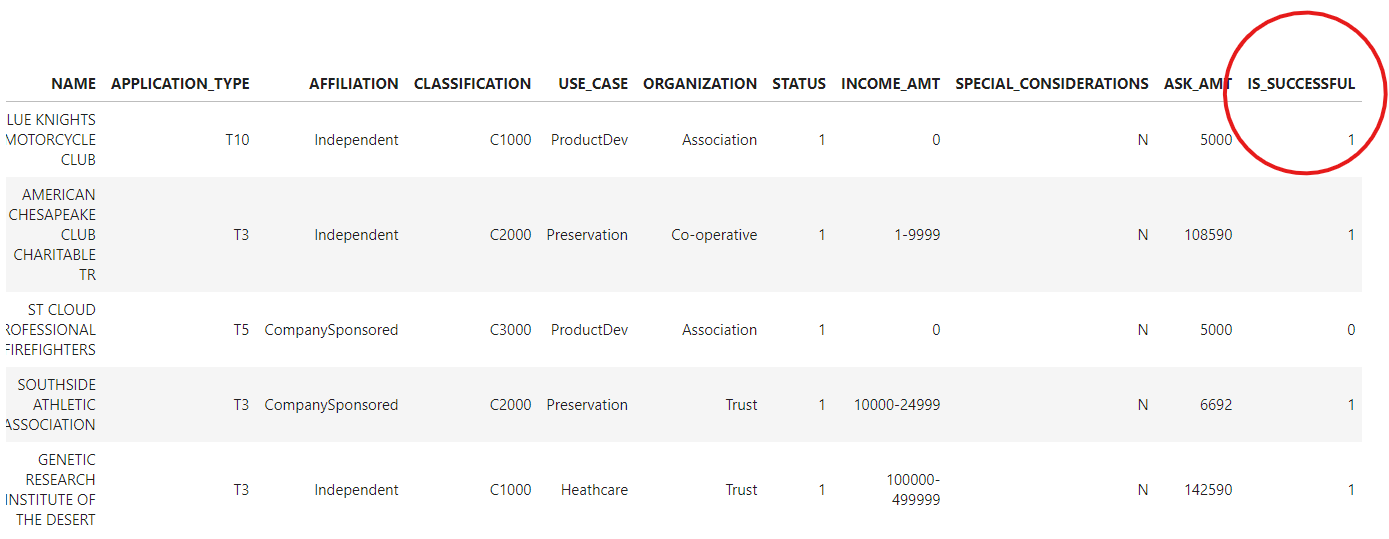 NAME APPLICATION_TYPE AFFILIATION CLASSIFICATION USE_CASE ORGANIZATION STATUS INCOME_AMT SPECIAL_CONSIDERATIONS ASK_AMT IS_SUCCESSFUL
LUE KNIGHTS
MOTORCYCLE T10 Independent C1000 ProductDev Association 1 0 N 5000 1
CLUB
AMERICAN
CHESAPEAKE
CLUB T3 Independent C2000 Preservation Co-operative 1 1-9999 N 108590 1
CHARITABLE
TR
ST CLOUD
ROFESSIONAL T5 CompanySponsored C3000 ProductDev Association 1 0 N 5000 0
FIREFIGHTERS
SOUTHSIDE
ATHLETIC T3 CompanySponsored C2000 Preservation Trust 1 10000-24999 N 6692 1
ASSOCIATION
GENETIC
RESEARCH
INSTITUTE OF
THE DESERT
T3 Independent C1000 Heathcare Trust 1 100000-
499999
N 142590 1